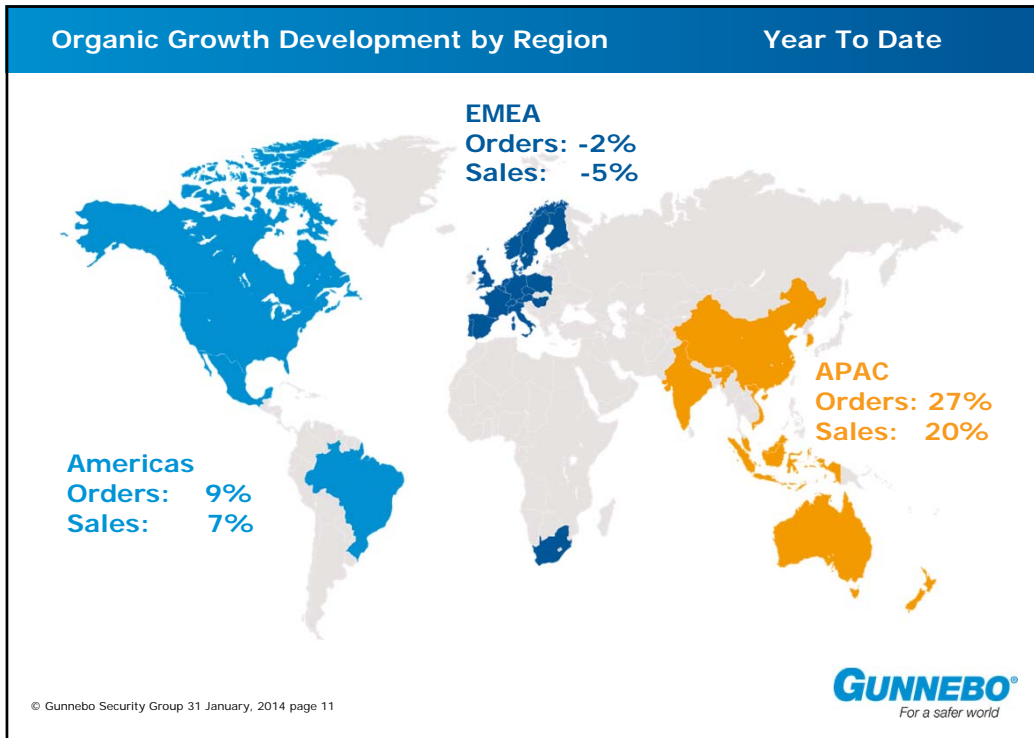 Organic Growth Development by Region Year To Date
EMEA
Orders: -2%
Sales: -5%
APAC
Orders: 27%
Sales: 20%
Americas
Orders: 9%
Sales: 7%
© Gunnebo Security Group 31 January, 2014 page 11
GUNNEBO®
For a safer world